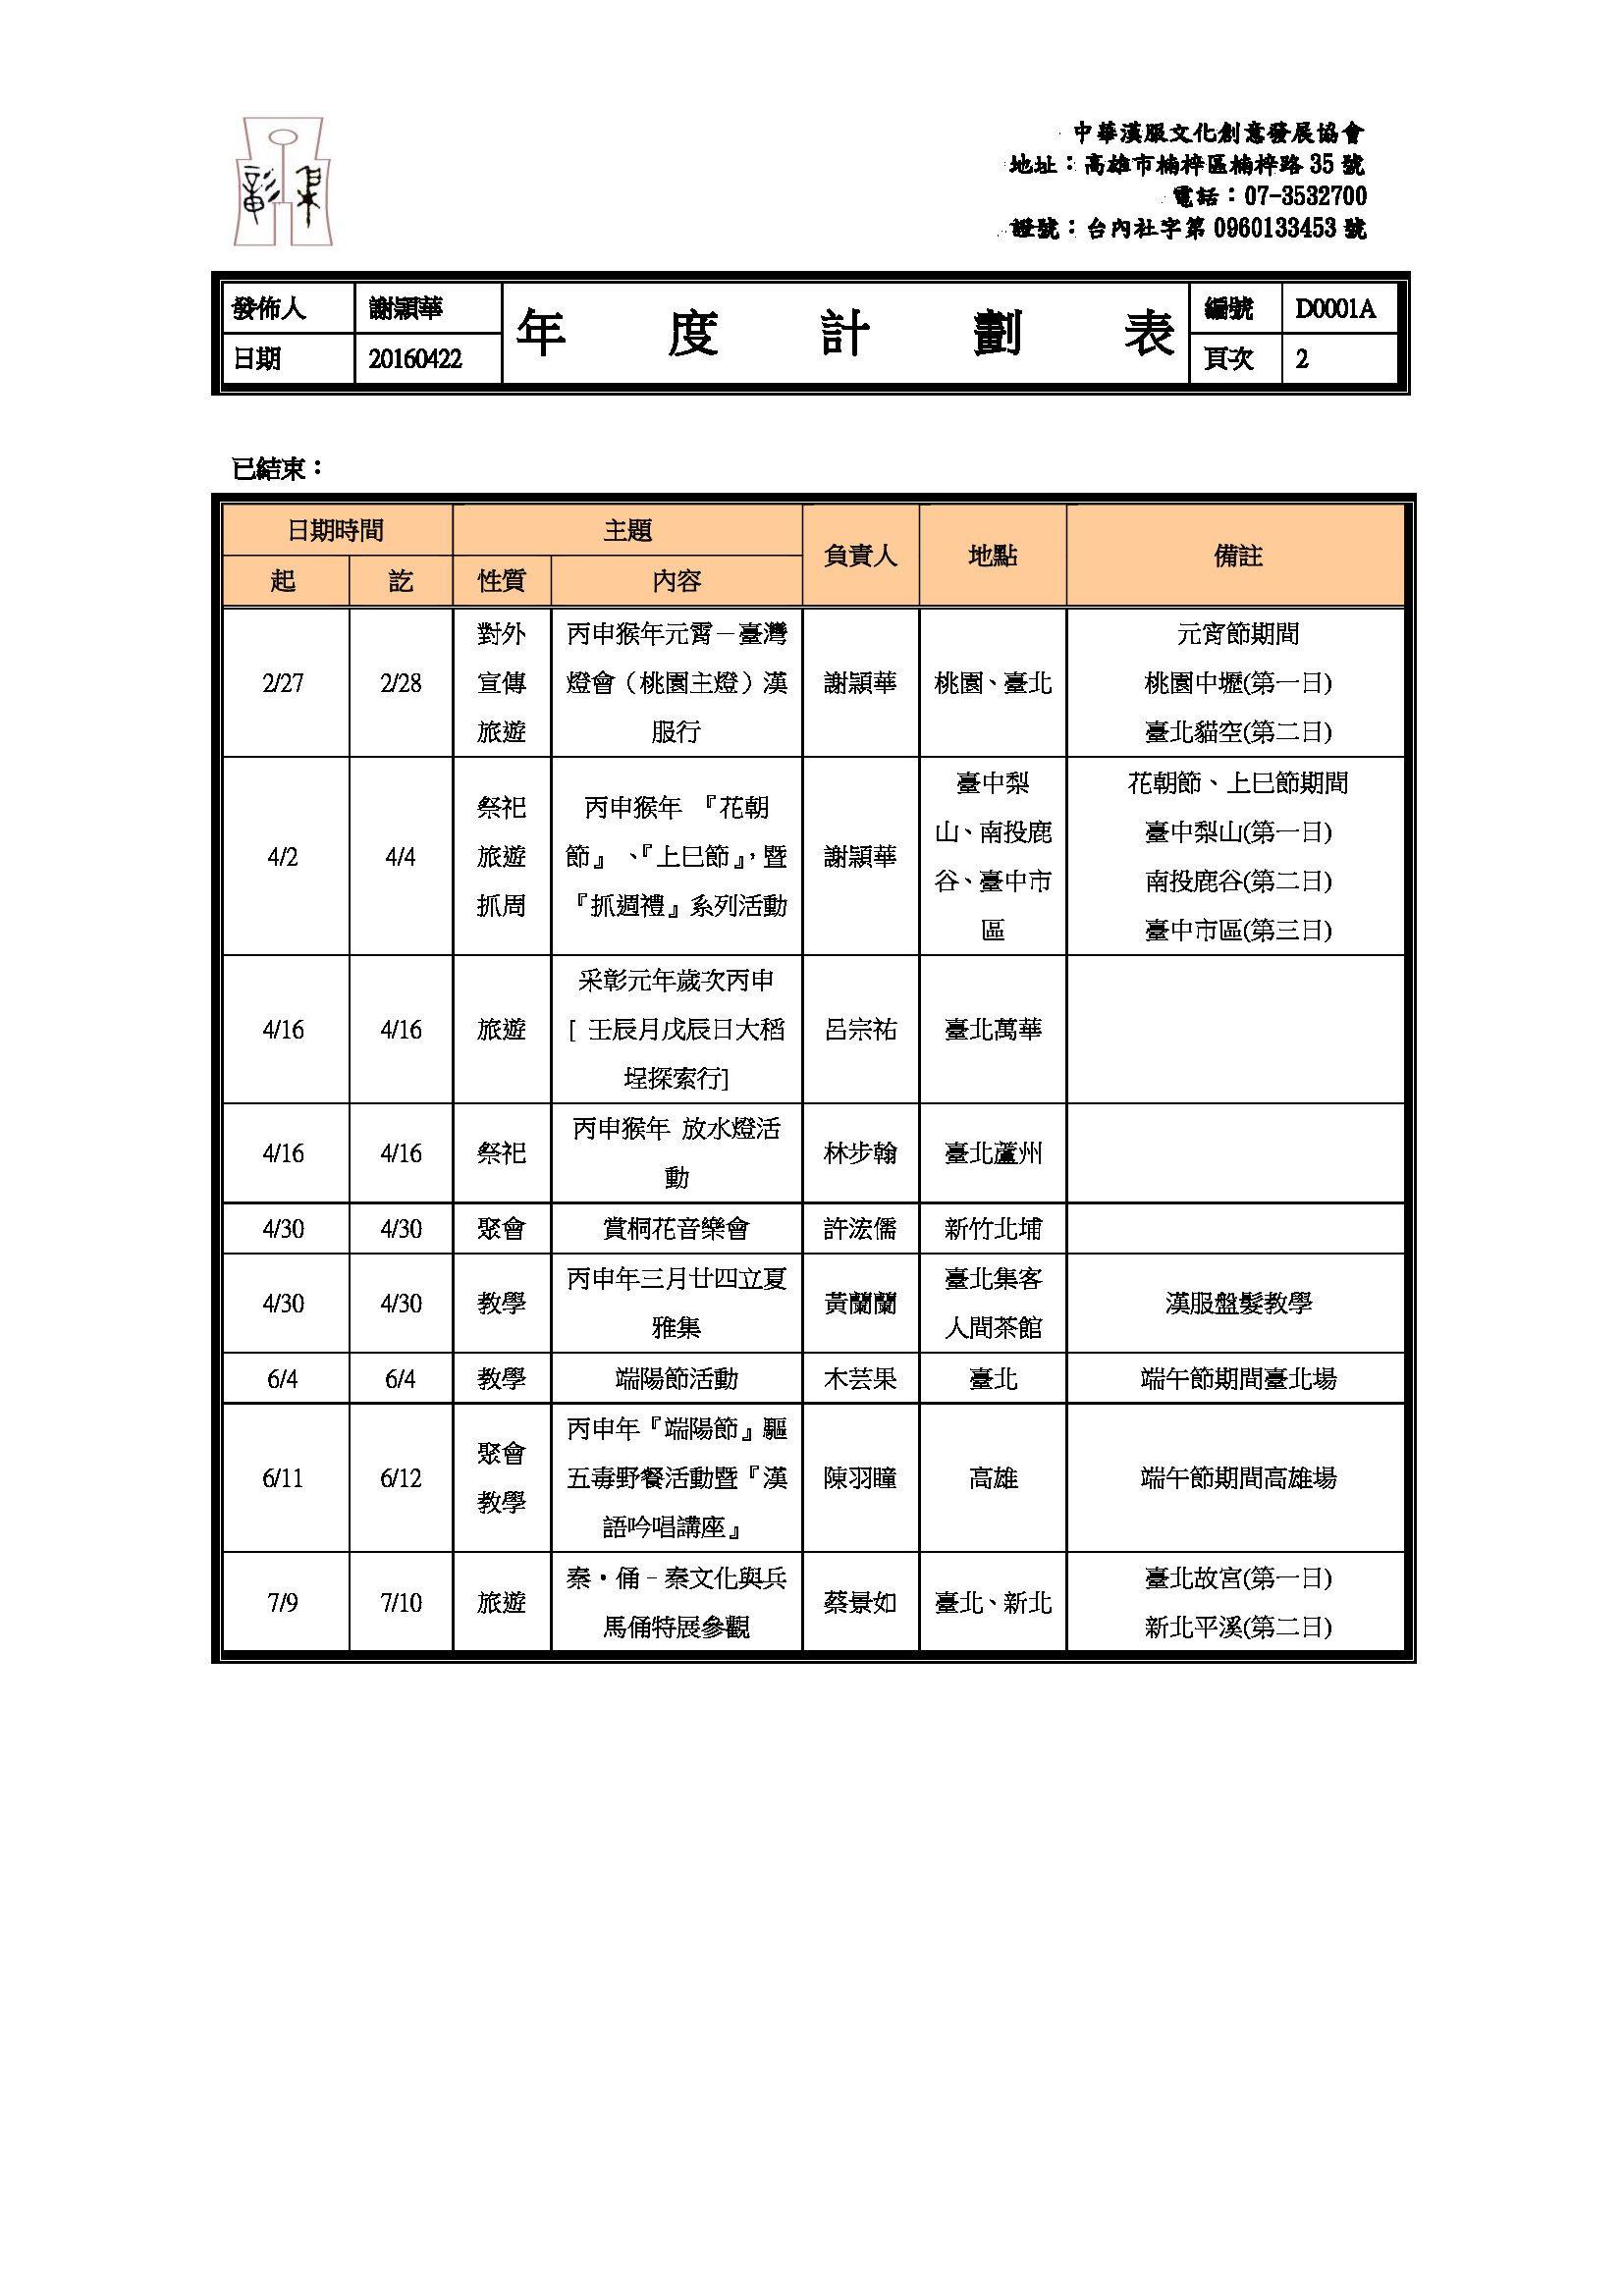 中華漢服文化創意發展協會
地址：高雄市楠梓區楠梓路 35 號
電話：07-3532700
證號：台內社字第 0960133453 號
發佈人 謝潁華 年度計劃表 編號 D0001A
日期 20160422 頁次 2
已結束：
日期時間 主題 負責人 地點 備註
起 訖 性質 內容
2/27 2/28
對外
宣傳
旅遊
丙申猴年元霄－臺灣
燈會（桃園主燈）漢
服行
謝潁華
桃園、臺北
元宵節期間
桃園中壢(第一日)
臺北貓空(第二日)
4/2 4/4
祭祀
旅遊
抓周
丙申猴年 『花朝
節』 、『上巳節』，暨
『抓週禮』系列活動
謝潁華
臺中梨
山、南投鹿
谷、臺中市
區
花朝節、上巳節期間
臺中梨山(第一日)
南投鹿谷(第二日)
臺中市區(第三日)
4/16 4/16 旅遊
采彰元年歲次丙申
[ 壬辰月戊辰日大稻
埕探索行]
呂宗祐 臺北萬華
4/16 4/16 祭祀
丙申猴年 放水燈活
動
林步翰 臺北蘆州
4/30 4/30 聚會 賞桐花音樂會 許浤儒 新竹北埔
4/30 4/30 教學
丙申年三月廿四立夏
雅集
黃蘭蘭
臺北集客
人間茶館
漢服盤髮教學
6/4 6/4 教學 端陽節活動 木芸果 臺北 端午節期間臺北場
6/11 6/12
聚會
教學
丙申年『端陽節』驅
五毒野餐活動暨『漢
語吟唱講座』
陳羽曈 高雄 端午節期間高雄場
7/9 7/10 旅遊
秦・俑–秦文化與兵
馬俑特展參觀
蔡景如 臺北、新北
臺北故宮(第一日)
新北平溪(第二日)